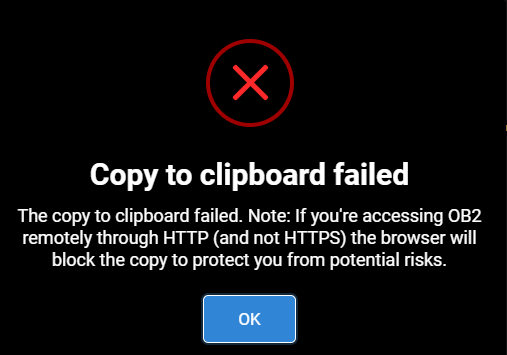 Copy to clipboard failed
The copy to clipboard failed. Note: If you're accessing OB2
remotely through HTTP (and not HTTPS) the browser will
block the copy to protect you from potential risks.
OK